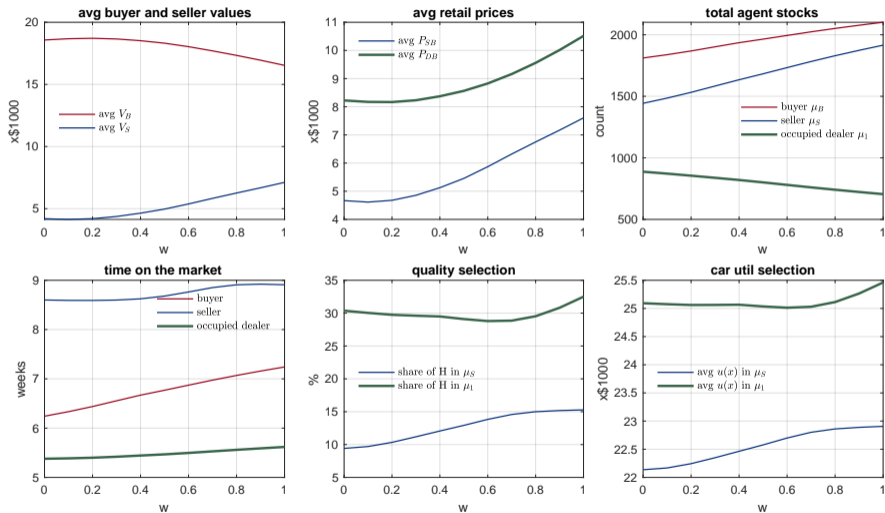 avg buyer and seller values
20
15
10
5
x$1000
avg V_B
avg V_S
0 0.2 0.4 0.6 0.8 1
w
avg retail prices
11
10
9
8
7
6
5
4
x$1000
avg P_SB
avg P_DB
0 0.2 0.4 0.6 0.8 1
w
total agent stocks
2000
1500
1000
500
count
buyer μ_B
seller μ_S
occupied dealer μ_1
0 0.2 0.4 0.6 0.8 1
w
time on the market
9
8
7
6
5
weeks
buyer
seller
occupied dealer
0 0.2 0.4 0.6 0.8 1
w
quality selection
35
30
25
20
15
10
5
0
%
share of H in μ_S
share of H in μ_1
0 0.2 0.4 0.6 0.8 1
w
car util selection
25.5
25
24.5
24
23.5
23
22.5
22
x$1000
avg u(x) in μ_S
avg u(x) in μ_1
0 0.2 0.4 0.6 0.8 1
w